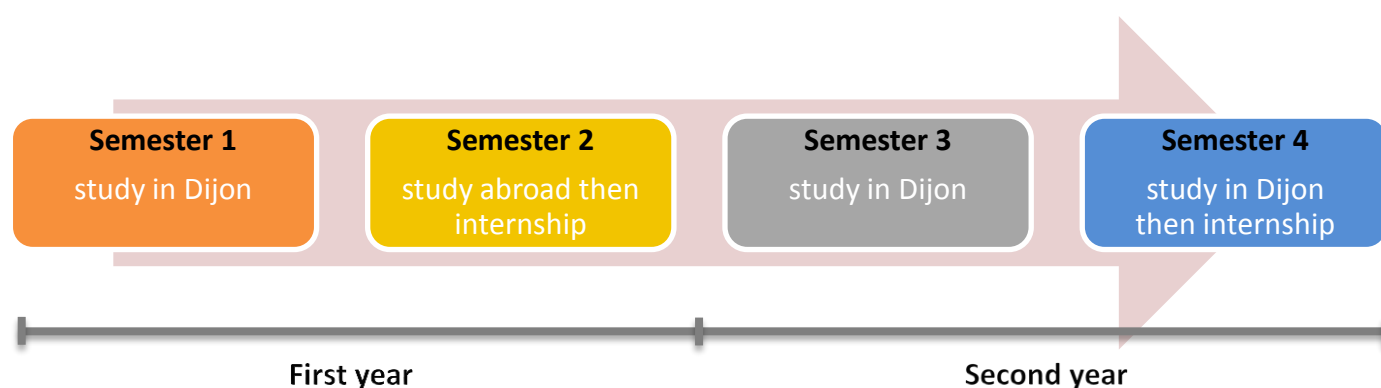 Semester 1
study in Dijon
Semester 2
study abroad then
internship
Semester 3
study in Dijon
Semester 4
study in Dijon
then internship
First year
Second year